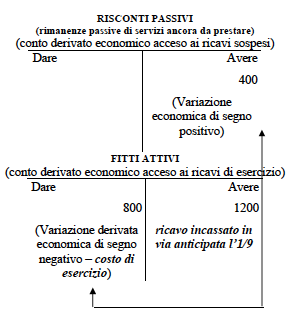 RISCONTI PASSIVI
(rimanenze passive di servizi ancora da prestare)
(conto derivato economico acceso ai ricavi sospesi)
Dare Avere
400
(Variazione
economica di segno
positivo)
FITTI ATTIVI
(conto derivato economico acceso ai ricavi di esercizio)
Dare Avere
800 1200
(Variazione derivata
economica di segno
negativo – costo di
esercizio)
ricavo incassato in
via anticipata l’1/9